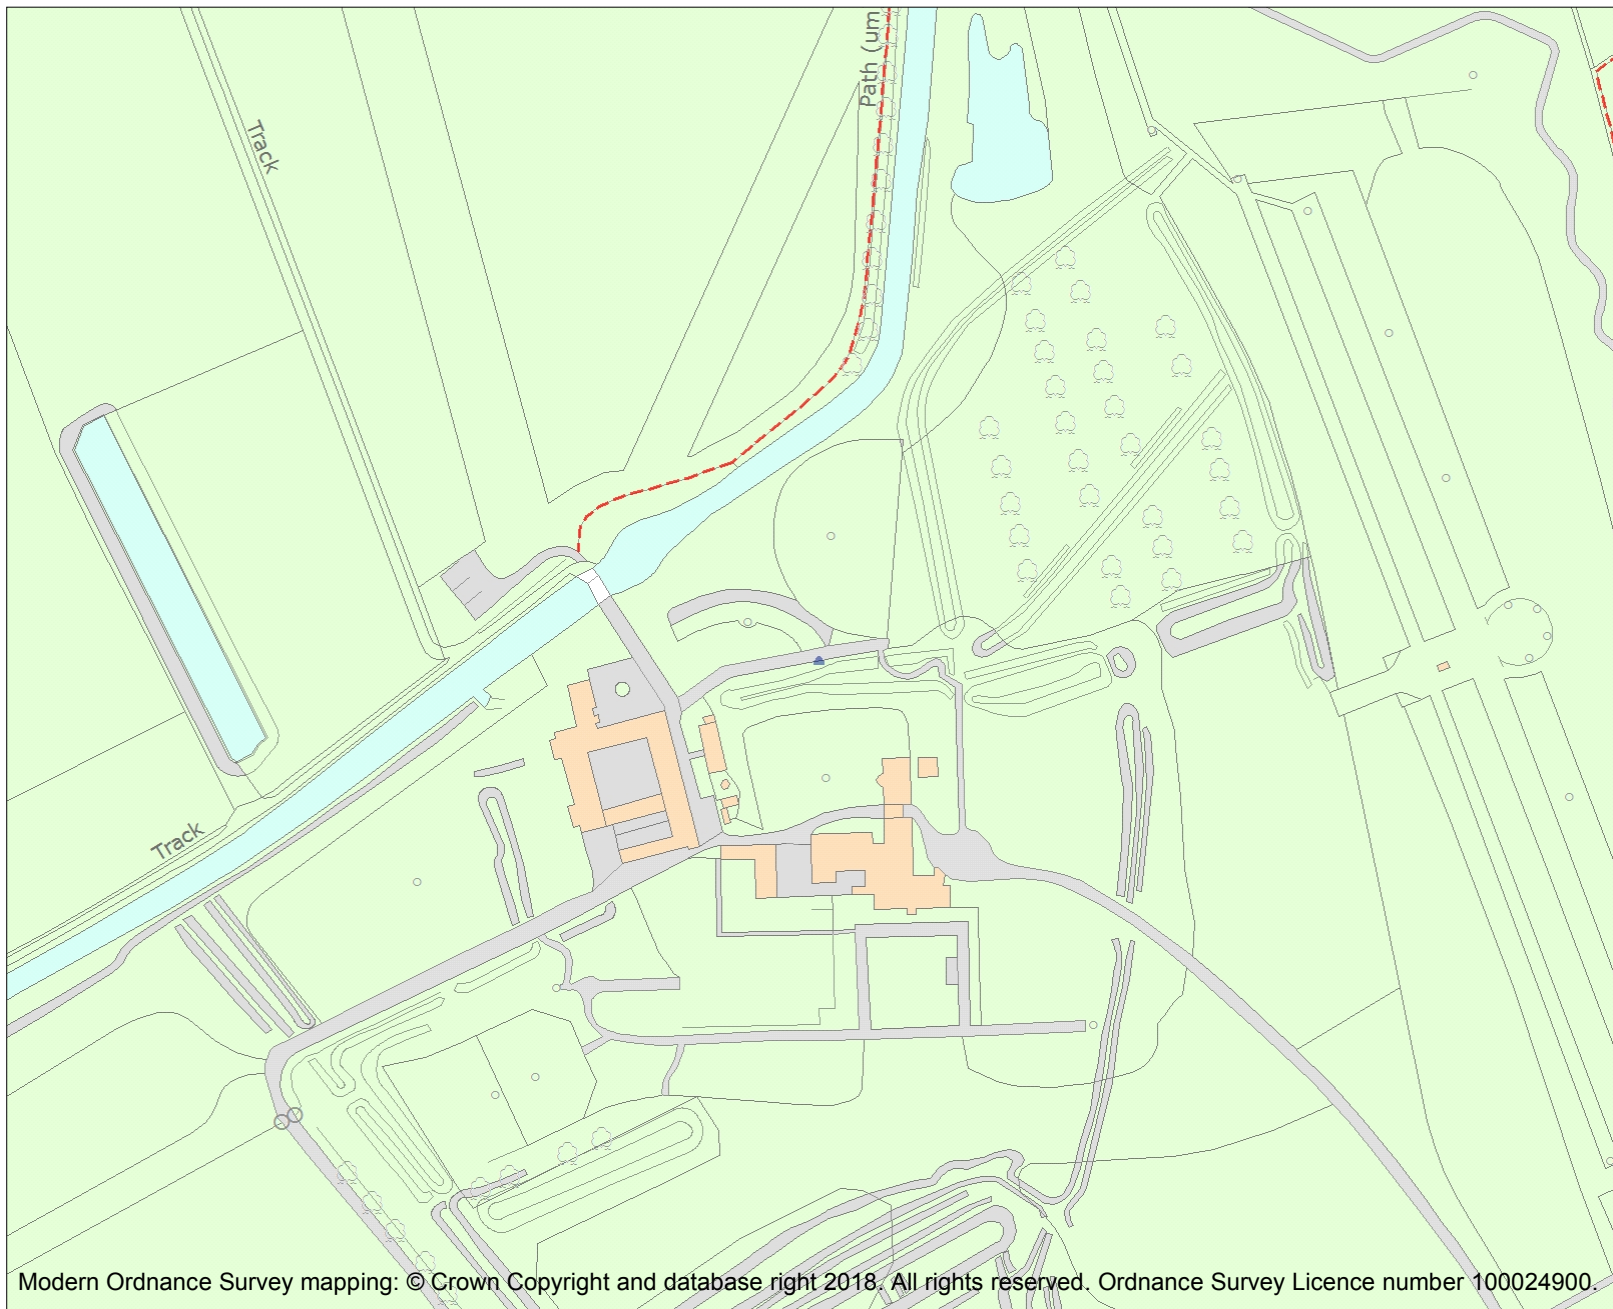 Path (um
Track
Track
Modern Ordnance Survey mapping: © Crown Copyright and database right 2018. All rights reserved. Ordnance Survey Licence number 100024900.